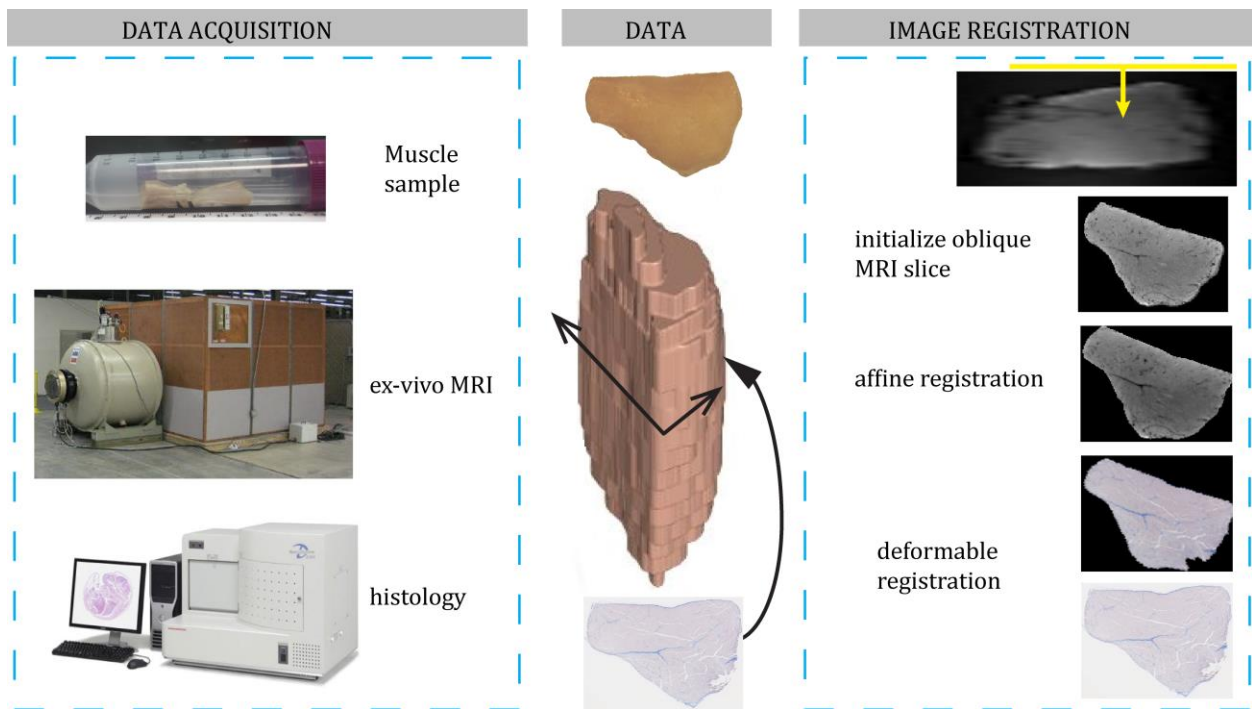 DATA ACQUISITION
DATA
IMAGE REGISTRATION
Muscle
sample
ex-vivo MRI
histology
initialize oblique
MRI slice
affine registration
deformable
registration